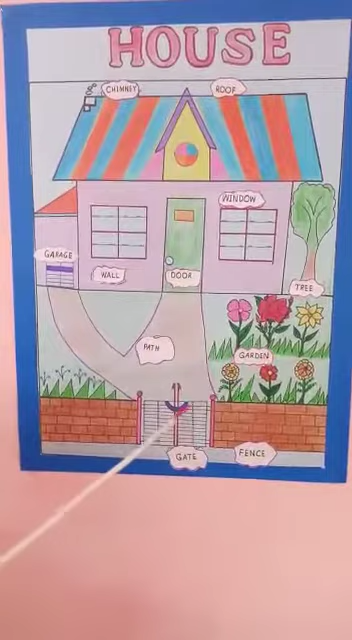 HOUSE
CHIMNEY
ROOF
WINDOW
GARAGE
WALL
DOOR
TREE
PATH
GARDEN
GATE
FENCE